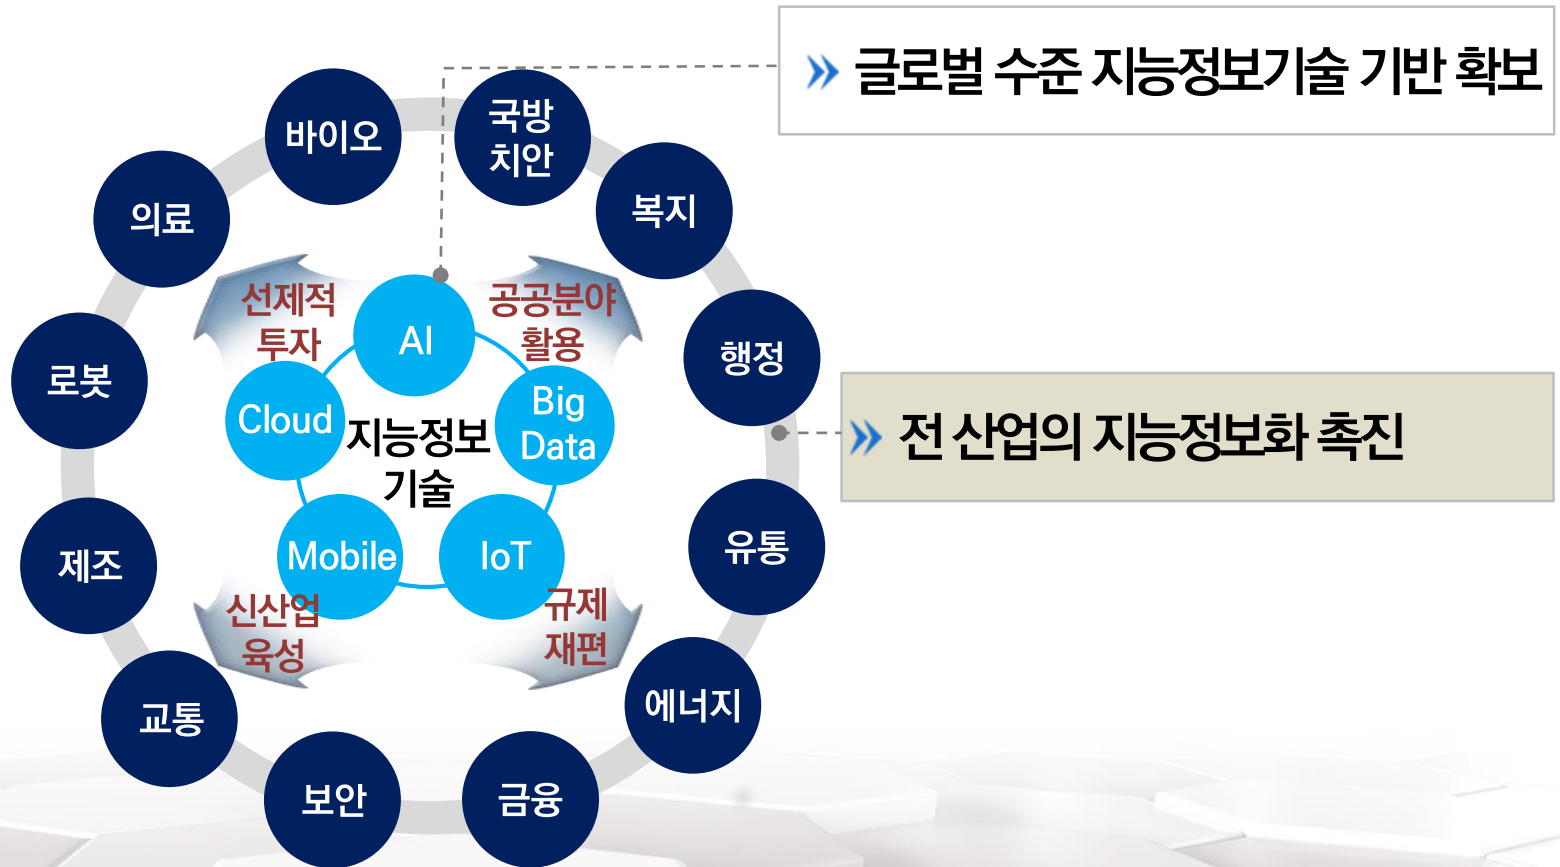 글로벌 수준 지능정보기술 기반 확보
바이오
국방
치안
의료
복지
선제적
투자
공공분야
활용
AI
행정
로봇
Cloud
Big
Data
지능정보
기술
전 산업의 지능정보화 촉진
제조
Mobile
IoT
유통
신산업
육성
규제
재편
교통
에너지
보안
금융